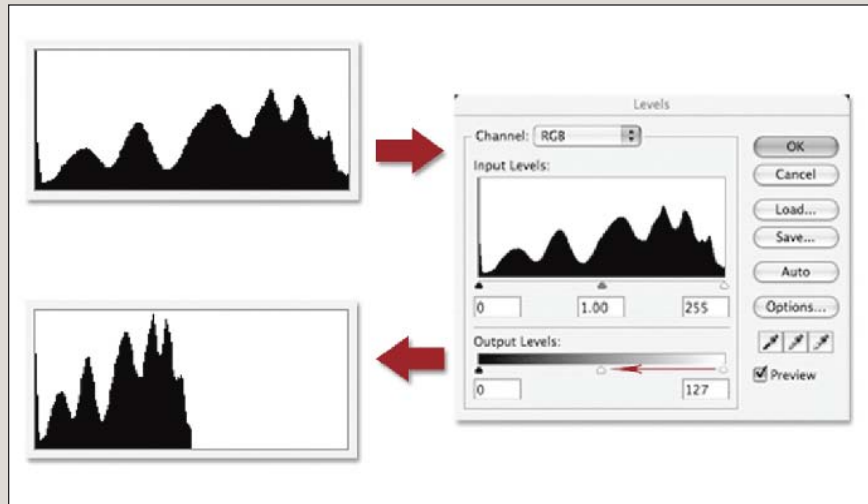 Levels
Channel: RGB
Input Levels:
0 1.00 255
Output Levels:
0 127
OK
Cancel
Load...
Save...
Auto
Options...
Preview